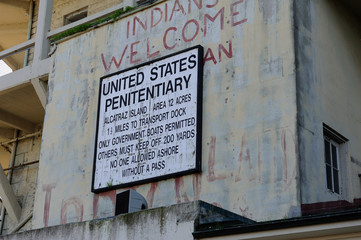 INDIANS
WELCOME
UNITED STATES
PENITENTIARY
ALCATRAZ ISLAND AREA 12 ACRES
1½ MILES TO TRANSPORT DOCK
ONLY GOVERNMENT BOATS PERMITTED
OTHERS MUST KEEP OFF 200 YARDS
NO ONE ALLOWED ASHORE
WITHOUT A PASS